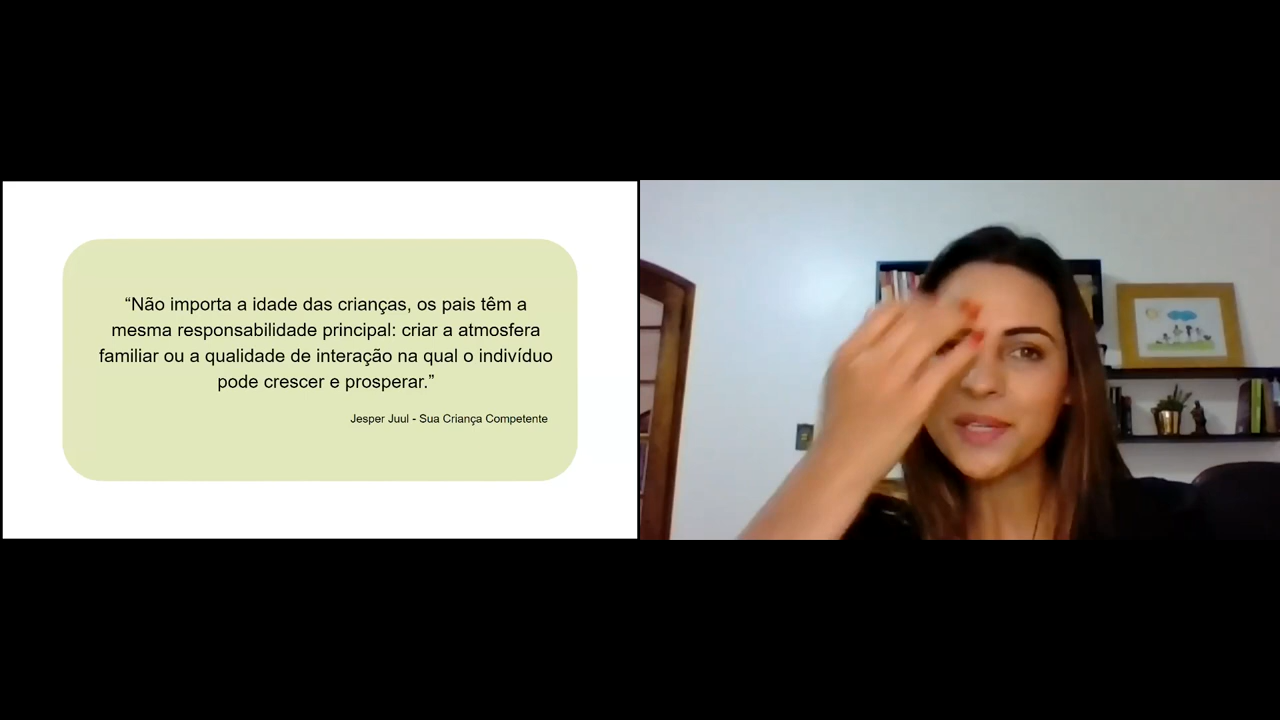 “Não importa a idade das crianças, os pais têm a
mesma responsabilidade principal: criar a atmosfera
familiar ou a qualidade de interação na qual o indivíduo
pode crescer e prosperar.”
Jesper Juul - Sua Criança Competente